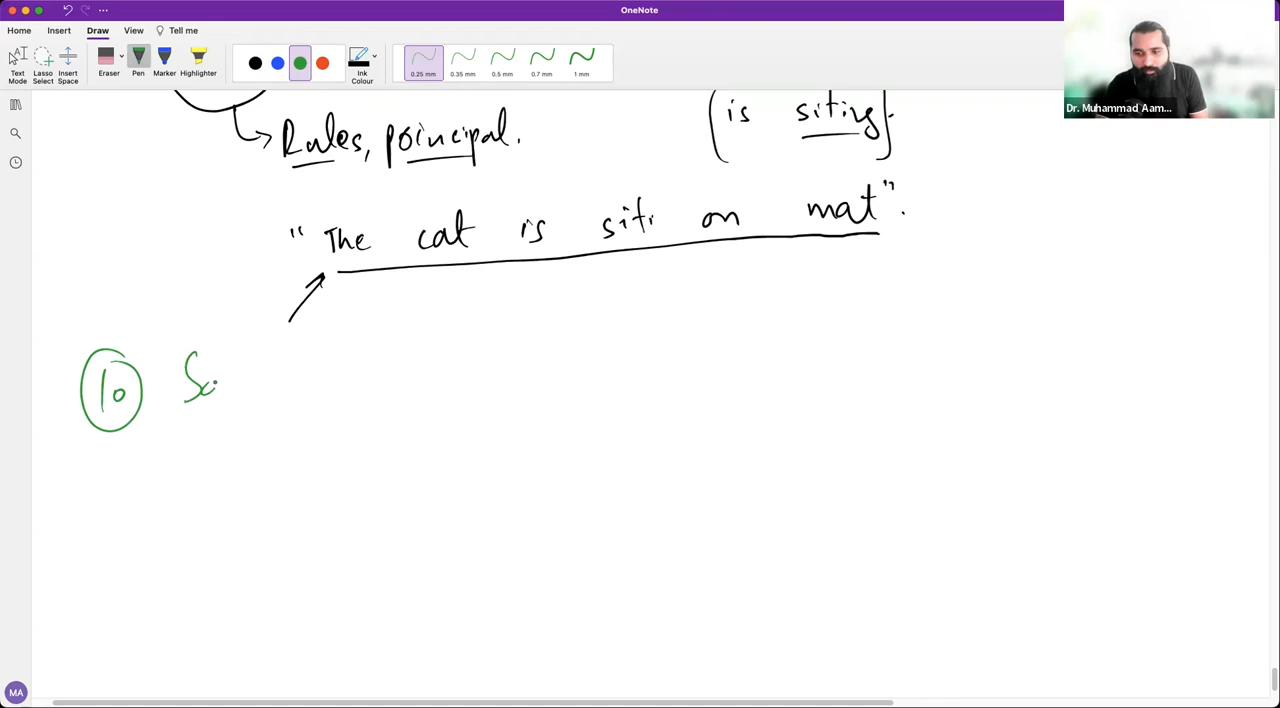 OneNote
Home Insert Draw View Tell me
Text Mode Lasso Select Insert Space Eraser Pen Marker Highlighter Ink Colour 0.25 mm 0.35 mm 0.5 mm 0.7 mm 1 mm
Dr. Muhammad Aam...
(is siting).
Rules, poincipal.
"The cat is siti on mat".
10 Sc
MA